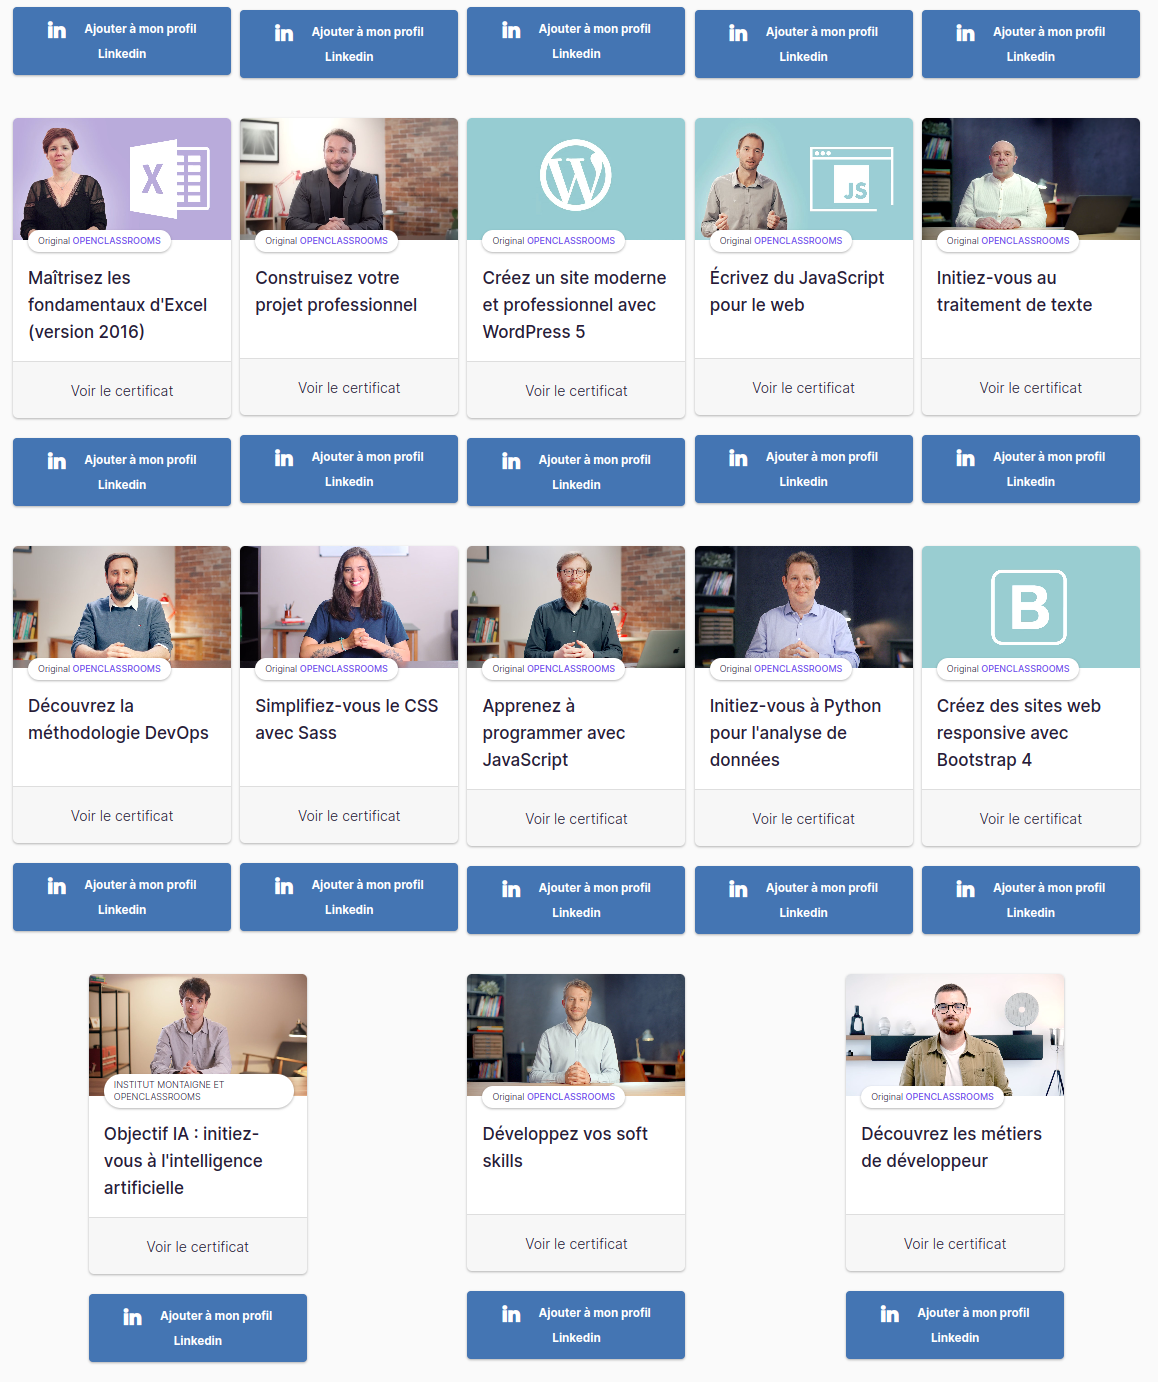 in Ajouter à mon profil
Linkedin
in Ajouter à mon profil
Linkedin
in Ajouter à mon profil
Linkedin
in Ajouter à mon profil
Linkedin
in Ajouter à mon profil
Linkedin
X
Original OPENCLASSROOMS
Maîtrisez les
fondamentaux d'Excel
(version 2016)
Voir le certificat
in Ajouter à mon profil
Linkedin
Original OPENCLASSROOMS
Construisez votre
projet professionnel
Voir le certificat
in Ajouter à mon profil
Linkedin
W
Original OPENCLASSROOMS
Créez un site moderne
et professionnel avec
WordPress 5
Voir le certificat
in Ajouter à mon profil
Linkedin
JS
Original OPENCLASSROOMS
Écrivez du JavaScript
pour le web
Voir le certificat
in Ajouter à mon profil
Linkedin
Original OPENCLASSROOMS
Initiez-vous au
traitement de texte
Voir le certificat
in Ajouter à mon profil
Linkedin
Original OPENCLASSROOMS
Découvrez la
méthodologie DevOps
Voir le certificat
in Ajouter à mon profil
Linkedin
Original OPENCLASSROOMS
Simplifiez-vous le CSS
avec Sass
Voir le certificat
in Ajouter à mon profil
Linkedin
Original OPENCLASSROOMS
Apprenez à
programmer avec
JavaScript
Voir le certificat
in Ajouter à mon profil
Linkedin
Original OPENCLASSROOMS
Initiez-vous à Python
pour l'analyse de
données
Voir le certificat
in Ajouter à mon profil
Linkedin
B
Original OPENCLASSROOMS
Créez des sites web
responsive avec
Bootstrap 4
Voir le certificat
in Ajouter à mon profil
Linkedin
INSTITUT MONTAIGNE ET
OPENCLASSROOMS
Objectif IA : initiez-
vous à l'intelligence
artificielle
Voir le certificat
in Ajouter à mon profil
Linkedin
Original OPENCLASSROOMS
Développez vos soft
skills
Voir le certificat
in Ajouter à mon profil
Linkedin
Original OPENCLASSROOMS
Découvrez les métiers
de développeur
Voir le certificat
in Ajouter à mon profil
Linkedin